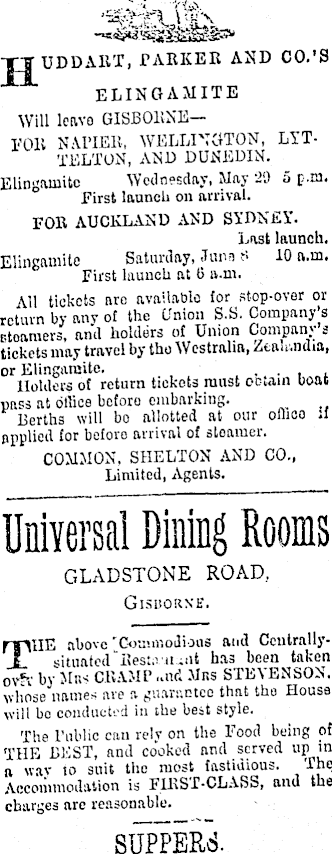 HUDDART, PARKER AND CO.'S
ELINGAMITE
Will leave GISBORNE—
FOR NAPIER, WELLINGTON, LYT-
TELTON, AND DUNEDIN.
Elingamite Wednesday, May 29 5 p.m.
First launch on arrival.
FOR AUCKLAND AND SYDNEY.
Last launch.
Elingamite Saturday, June 8 10 a.m.
First launch at 6 a.m.
All tickets are available for stop-over or
return by any of the Union S.S. Company's
steamers, and holders of Union Company's
tickets may travel by the Westralia, Zealandia,
or Elingamite.
Holders of return tickets must obtain boat
pass at office before embarking.
Berths will be allotted at our office if
applied for before arrival of steamer.
COMMON, SHELTON AND CO.,
Limited, Agents.
Universal Dining Rooms
GLADSTONE ROAD,
GISBORNE.
THE above Commodious and Centrally-
situated Restaurant has been taken
over by Mrs CRAMP and Mrs STEVENSON,
whose names are a guarantee that the House
will be conducted in the best style.
The Public can rely on the Food being of
THE BEST, and cooked and served up in
a way to suit the most fastidious. The
Accommodation is FIRST-CLASS, and the
charges are reasonable.
SUPPERS.